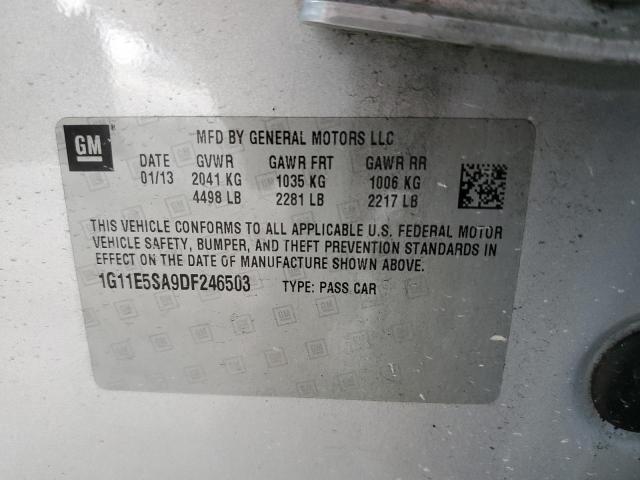 GM
MFD BY GENERAL MOTORS LLC
DATE GVWR GAWR FRT GAWR RR
01/13 2041 KG 1035 KG 1006 KG
4498 LB 2281 LB 2217 LB
THIS VEHICLE CONFORMS TO ALL APPLICABLE U.S. FEDERAL MOTOR
VEHICLE SAFETY, BUMPER, AND THEFT PREVENTION STANDARDS IN
EFFECT ON THE DATE OF MANUFACTURE SHOWN ABOVE.
1G11E5SA9DF246503 TYPE: PASS CAR